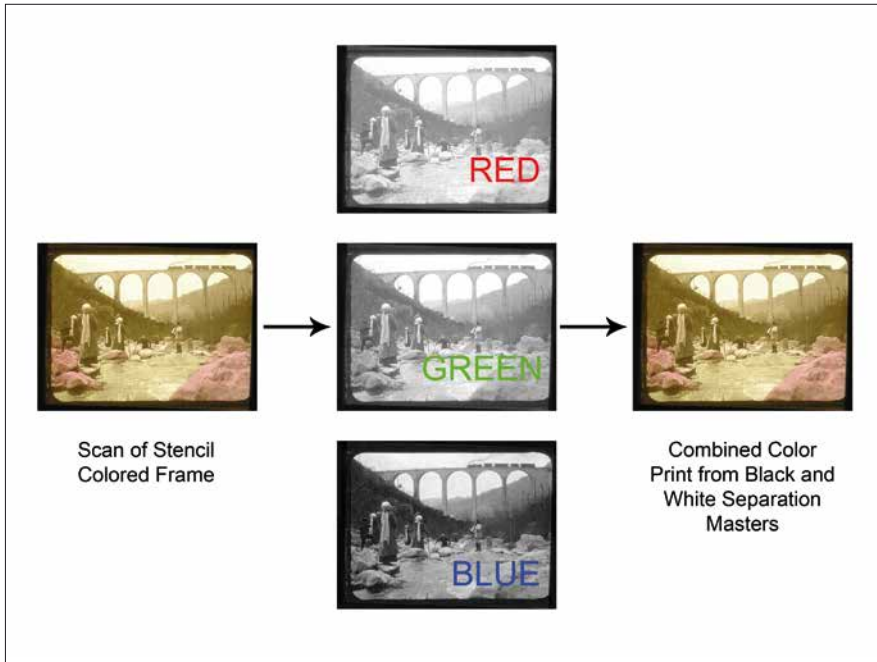 RED
Scan of Stencil
Colored Frame
GREEN
BLUE
Combined Color
Print from Black and
White Separation
Masters